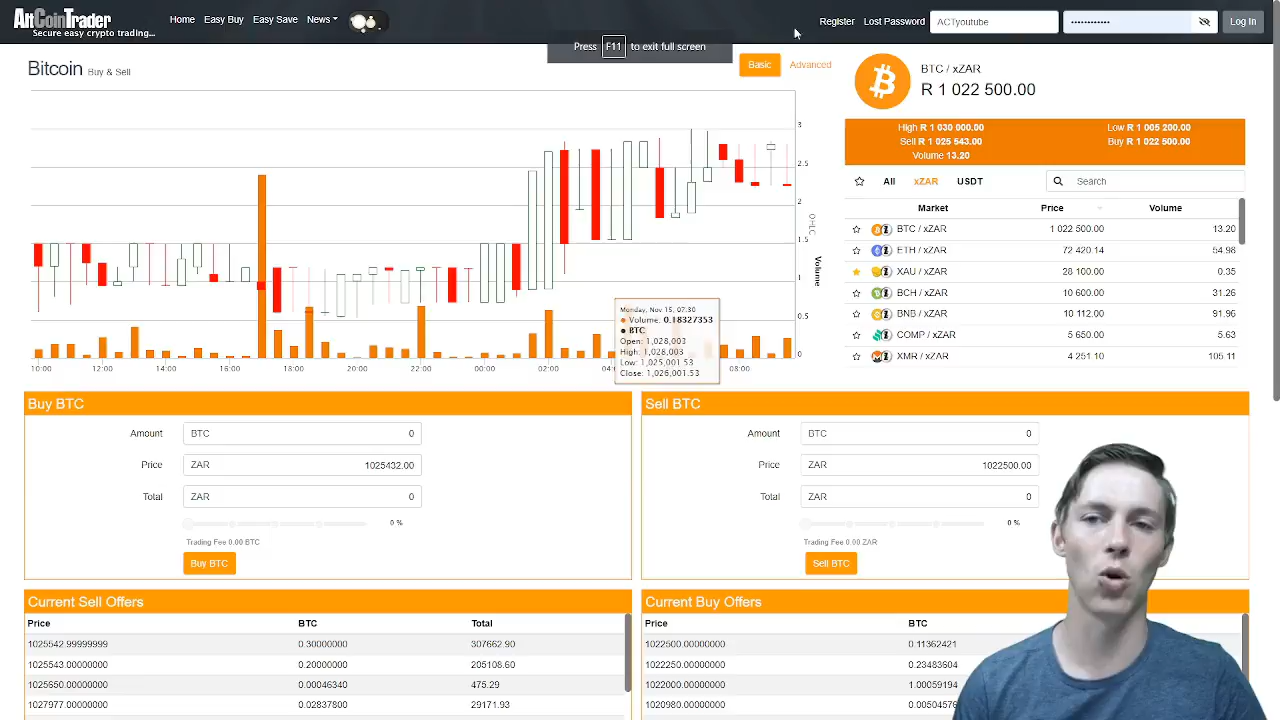 AltCoinTrader
Secure easy crypto trading...
Home Easy Buy Easy Save News
Register Lost Password ACTyoutube •••••••••••• Log In
Press F11 to exit full screen
Bitcoin Buy & Sell
Basic Advanced
BTC / xZAR
R 1 022 500.00
High R 1 030 000.00 Low R 1 005 200.00
Sell R 1 025 543.00 Buy R 1 022 500.00
Volume 13.20
All xZAR USDT Search
Market Price Volume
BTC / xZAR 1 022 500.00 13.20
ETH / xZAR 72 420.14 54.98
XAU / xZAR 28 100.00 0.35
BCH / xZAR 10 600.00 31.26
BNB / xZAR 10 112.00 91.96
COMP / xZAR 5 650.00 5.63
XMR / xZAR 4 251.10 105.11
3
2.5
2
1.5
1
0.5
0
OHLC
Volume
Monday, Nov 15, 07:30
Volume: 0.18327353
BTC
Open: 1,028,003
High: 1,028,003
Low: 1,025,001.53
Close: 1,026,001.53
10:00 12:00 14:00 16:00 18:00 20:00 22:00 00:00 02:00 08:00
Buy BTC
Amount BTC 0
Price ZAR 1025432.00
Total ZAR 0
0 %
Trading Fee 0.00 BTC
Buy BTC
Sell BTC
Amount BTC 0
Price ZAR 1022500.00
Total ZAR 0
0 %
Trading Fee 0.00 ZAR
Sell BTC
Current Sell Offers
Price BTC Total
1025542.99999999 0.30000000 307662.90
1025543.00000000 0.20000000 205108.60
1025650.00000000 0.00046340 475.29
1027977.00000000 0.02837800 29171.93
Current Buy Offers
Price BTC
1022500.00000000 0.11362421
1022250.00000000 0.23483604
1022000.00000000 1.00059194
1020980.00000000